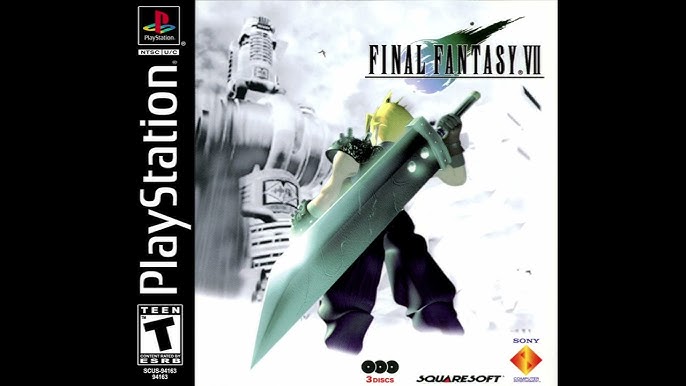 PlayStation
NTSC U/C
PlayStation
TEEN
T
CONTENT RATED BY
ESRB
SCUS-94163
94163
FINAL FANTASY. VII
3 DISCS
SQUARESOFT
SONY
COMPUTER
ENTERTAINMENT